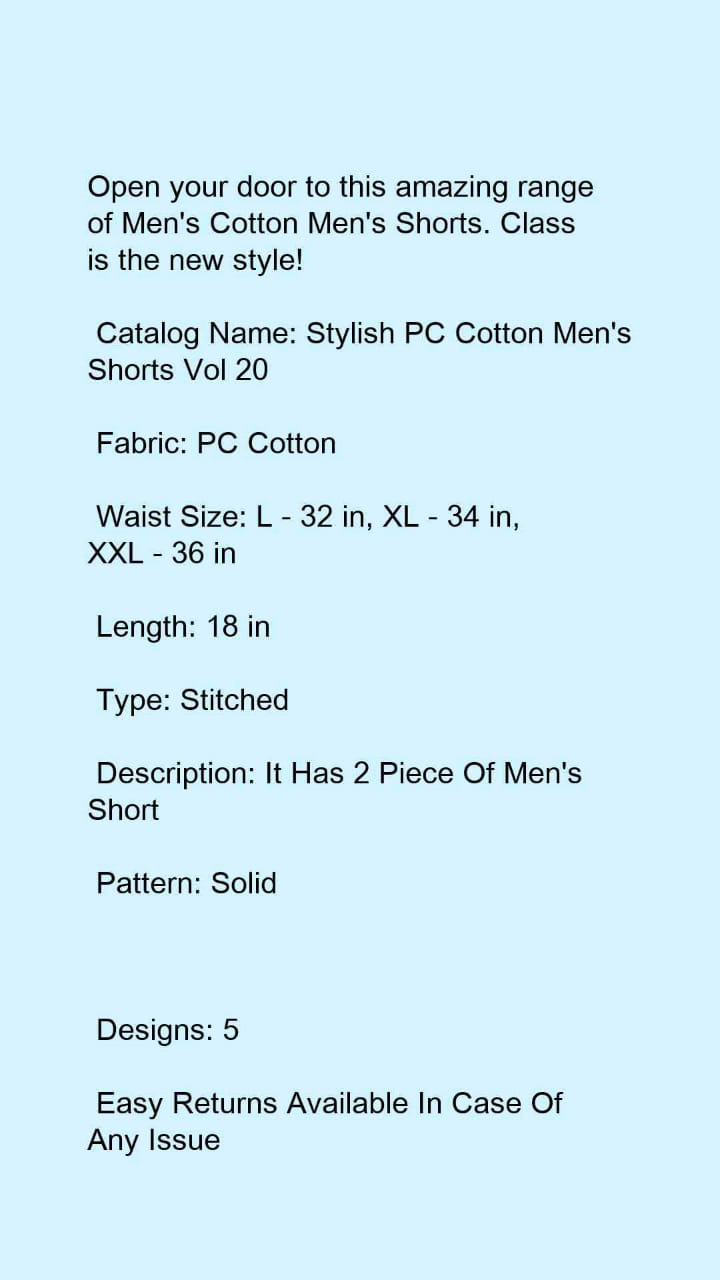 Open your door to this amazing range
of Men's Cotton Men's Shorts. Class
is the new style!
Catalog Name: Stylish PC Cotton Men's
Shorts Vol 20
Fabric: PC Cotton
Waist Size: L - 32 in, XL - 34 in,
XXL - 36 in
Length: 18 in
Type: Stitched
Description: It Has 2 Piece Of Men's
Short
Pattern: Solid
Designs: 5
Easy Returns Available In Case Of
Any Issue